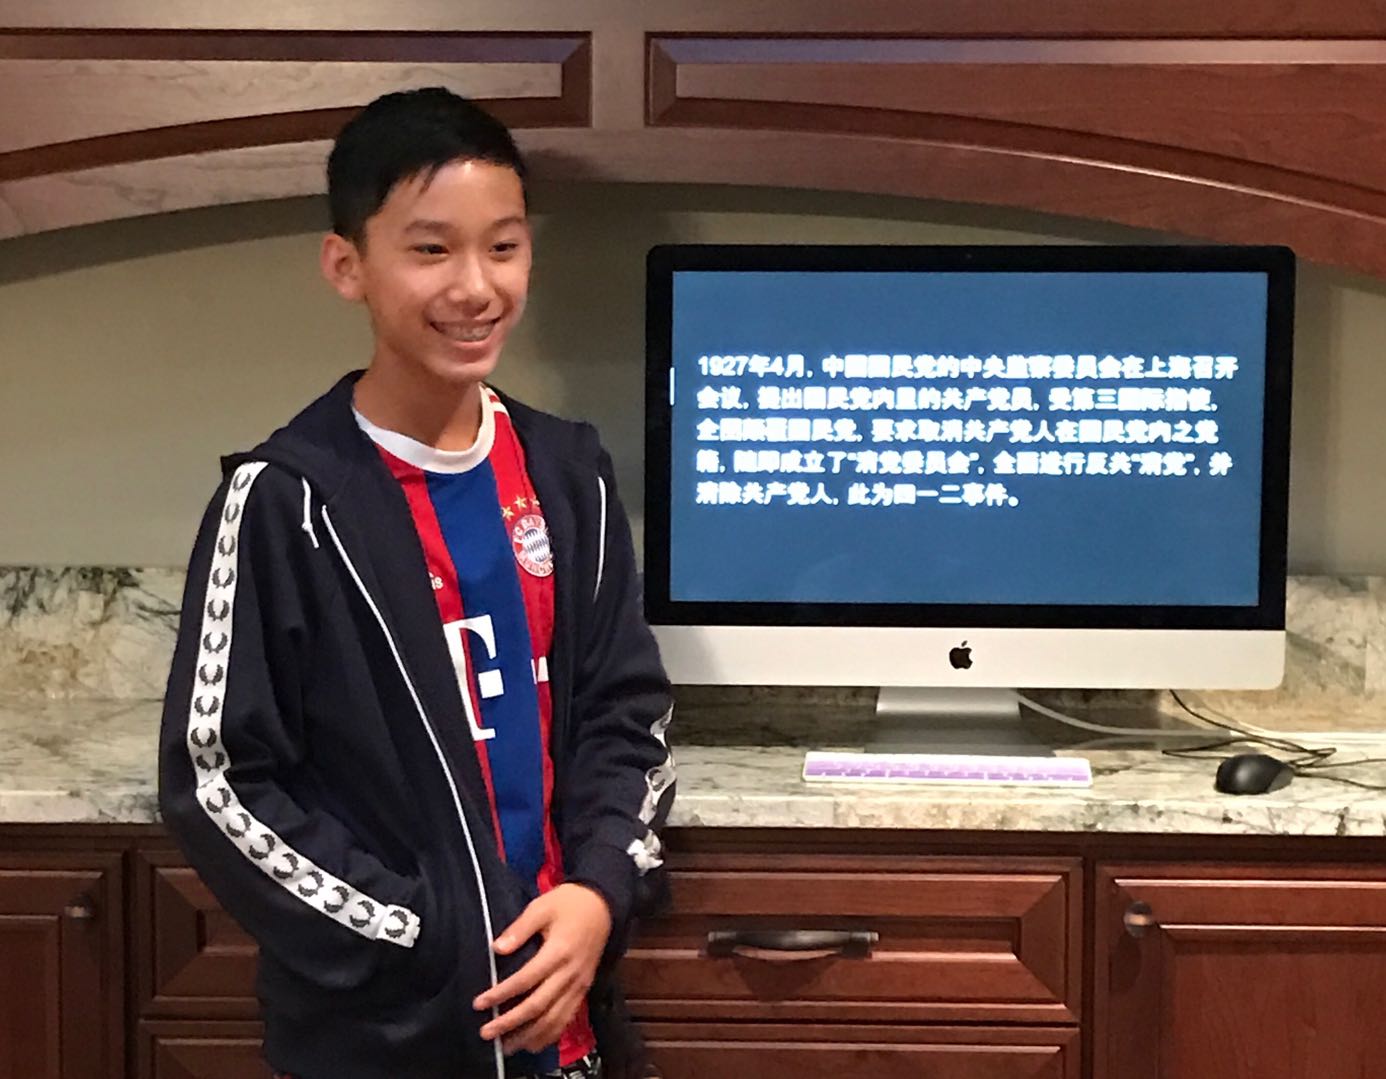 1927年4月，中国国民党的中央监察委员会在上海召开
会议，提出国民党内里的共产党员，受第三国际指使，
全图颠覆国民党，要求取消共产党人在国民党内之党
籍，随即成立了“清党委员会”，全面进行反共“清党”，并
清除共产党人，此为四一二事件。
FC BAYERN
MÜNCHEN